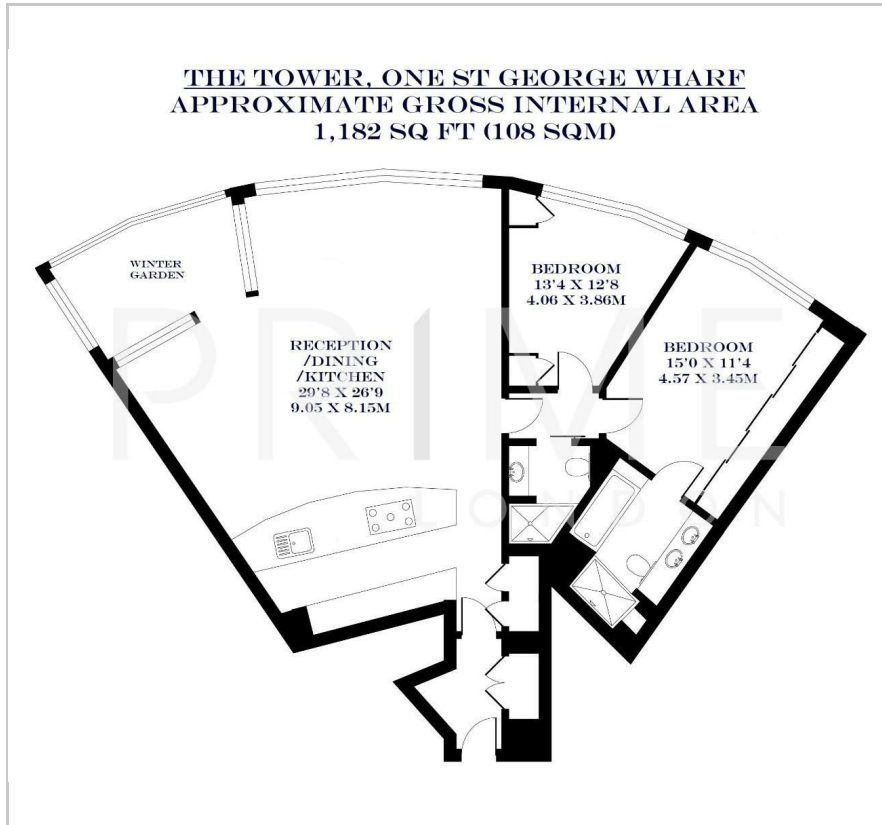 THE TOWER, ONE ST GEORGE WHARF
APPROXIMATE GROSS INTERNAL AREA
1,182 SQ FT (108 SQM)
WINTER
GARDEN
RECEPTION
/DINING
/KITCHEN
29'8 X 26'9
9.05 X 8.15M
BEDROOM
13'4 X 12'8
4.06 X 3.86M
BEDROOM
15'0 X 11'4
4.57 X 3.45M
PRIME
LONDON